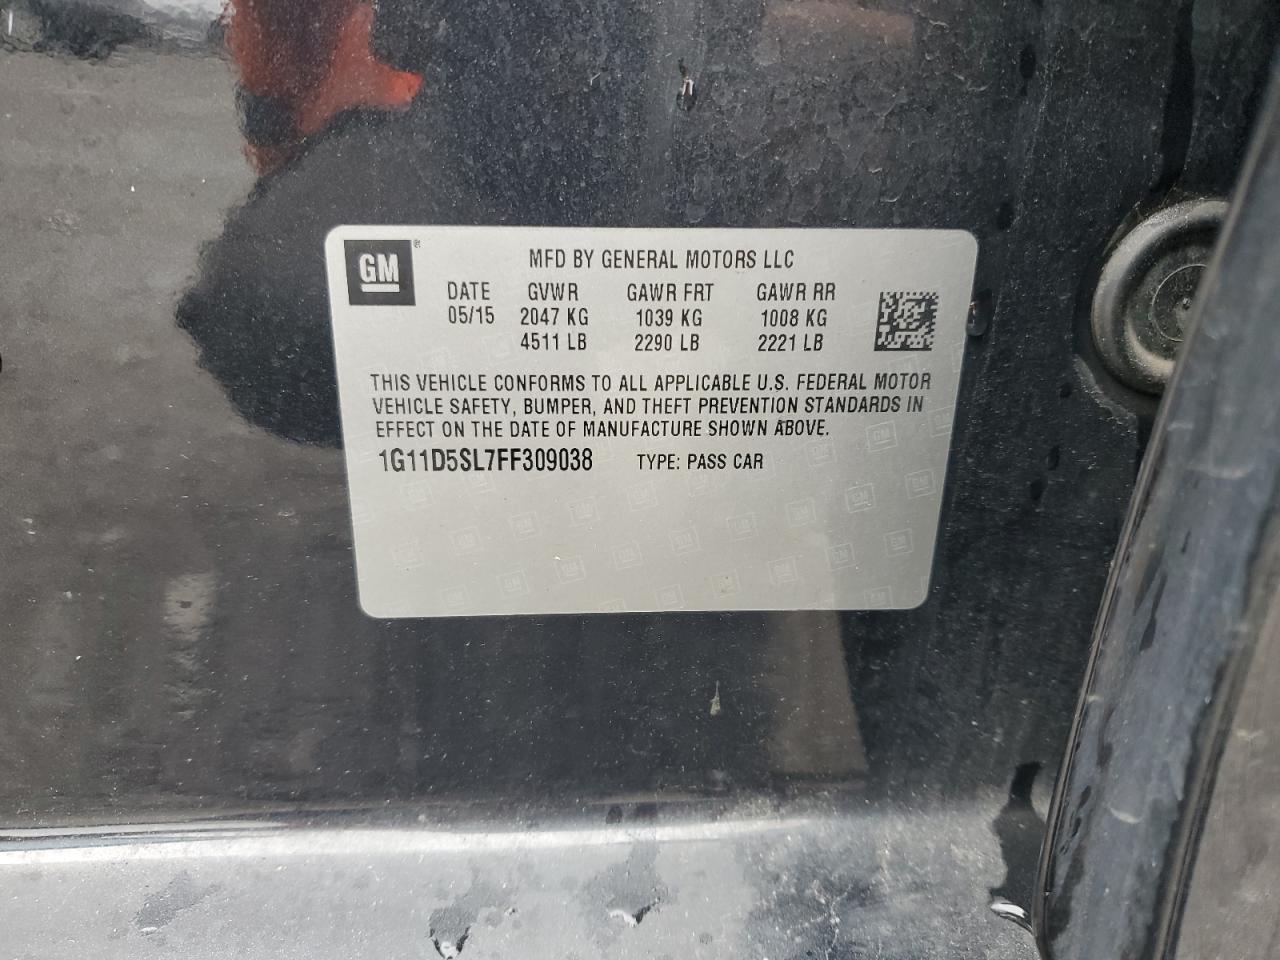 GM
MFD BY GENERAL MOTORS LLC
DATE GVWR GAWR FRT GAWR RR
05/15 2047 KG 1039 KG 1008 KG
4511 LB 2290 LB 2221 LB
THIS VEHICLE CONFORMS TO ALL APPLICABLE U.S. FEDERAL MOTOR
VEHICLE SAFETY, BUMPER, AND THEFT PREVENTION STANDARDS IN
EFFECT ON THE DATE OF MANUFACTURE SHOWN ABOVE.
1G11D5SL7FF309038 TYPE: PASS CAR